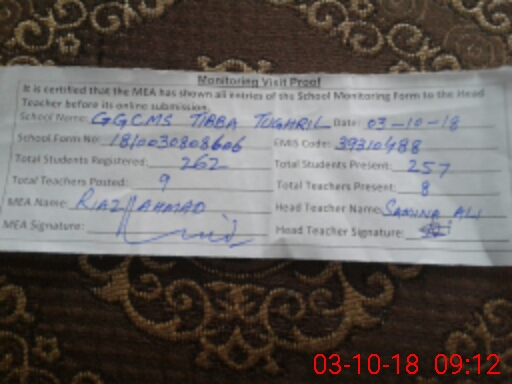 Monitoring Visit Proof
It is certified that the MEA has shown all entries of the School Monitoring Form to the Head
Teacher before its online submission.
School Name: GGCMS TIBBA TUGHRIL Date: 03-10-18
School Form No: 18/0030808606 EMIS Code: 39310488
Total Students Registered: 262 Total Students Present: 257
Total Teachers Posted: 9 Total Teachers Present: 8
MEA Name: RIAZ AHMAD Head Teacher Name: SAMINA ALI
MEA Signature: Head Teacher Signature:
03-10-18 09:12